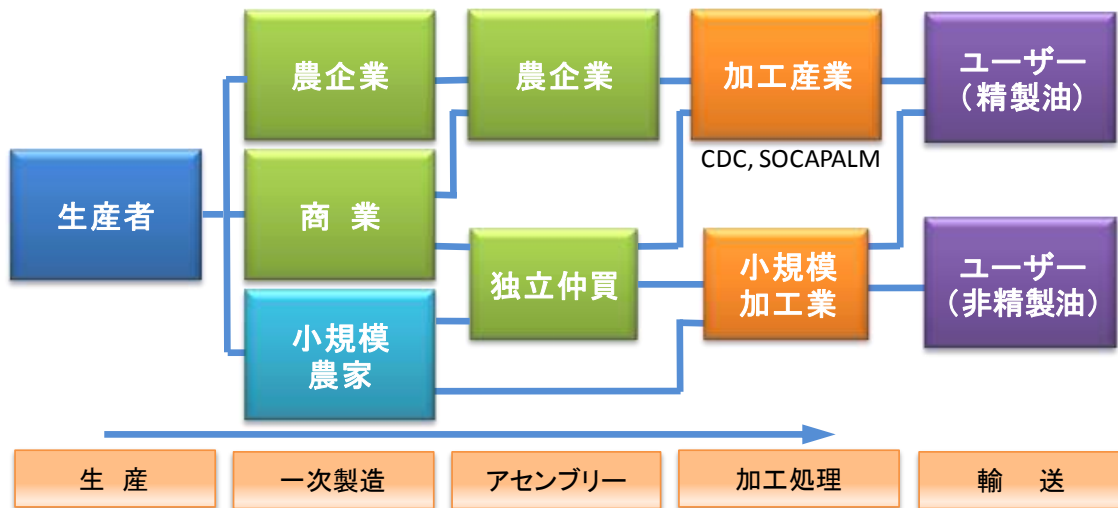 生産者
農企業
商 業
小規模
農家
農企業
独立仲買
加工産業
CDC, SOCAPALM
小規模
加工業
ユーザー
（精製油）
ユーザー
（非精製油）
生 産
一次製造
アセンブリー
加工処理
輸 送